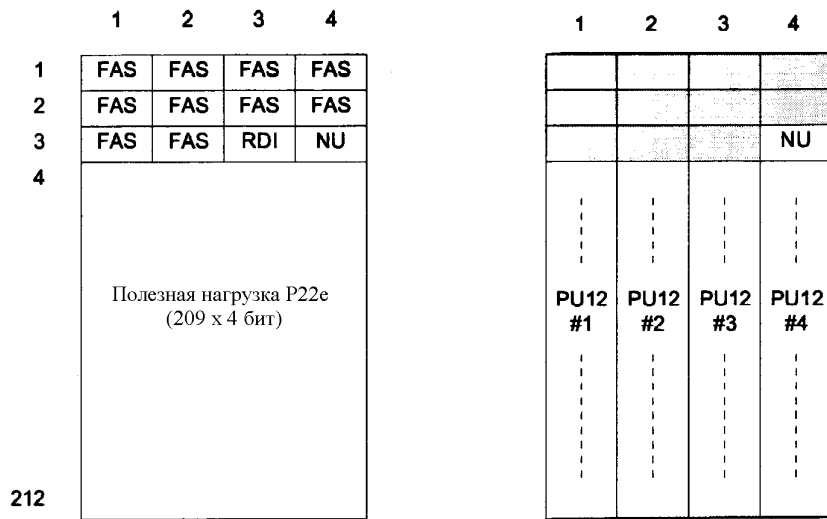 1 2 3 4
1 FAS FAS FAS FAS
2 FAS FAS FAS FAS
3 FAS FAS RDI NU
4
Полезная нагрузка P22e
(209 x 4 бит)
212
1 2 3 4
NU
PU12 PU12 PU12 PU12
#1 #2 #3 #4